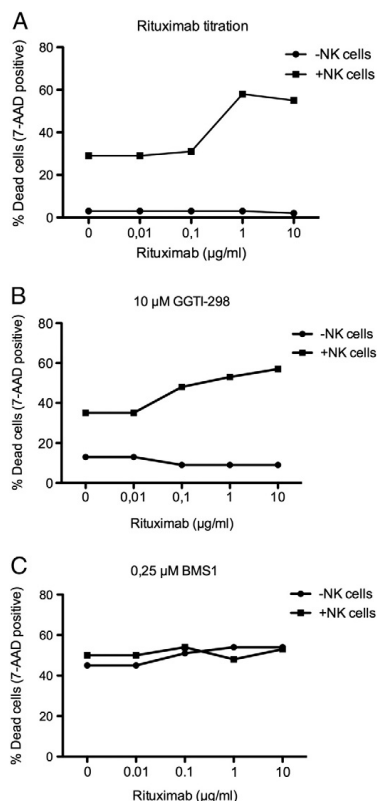 A
Rituximab titration
-NK cells
+NK cells
% Dead cells (7-AAD positive)
80
60
40
20
0
0 0,01 0,1 1 10
Rituximab (µg/ml)
B
10 µM GGTI-298
-NK cells
+NK cells
% Dead cells (7-AAD positive)
80
60
40
20
0
0 0,01 0,1 1 10
Rituximab (µg/ml)
C
0,25 µM BMS1
-NK cells
+NK cells
% Dead cells (7-AAD positive)
80
60
40
20
0
0 0.01 0.1 1 10
Rituximab (µg/ml)